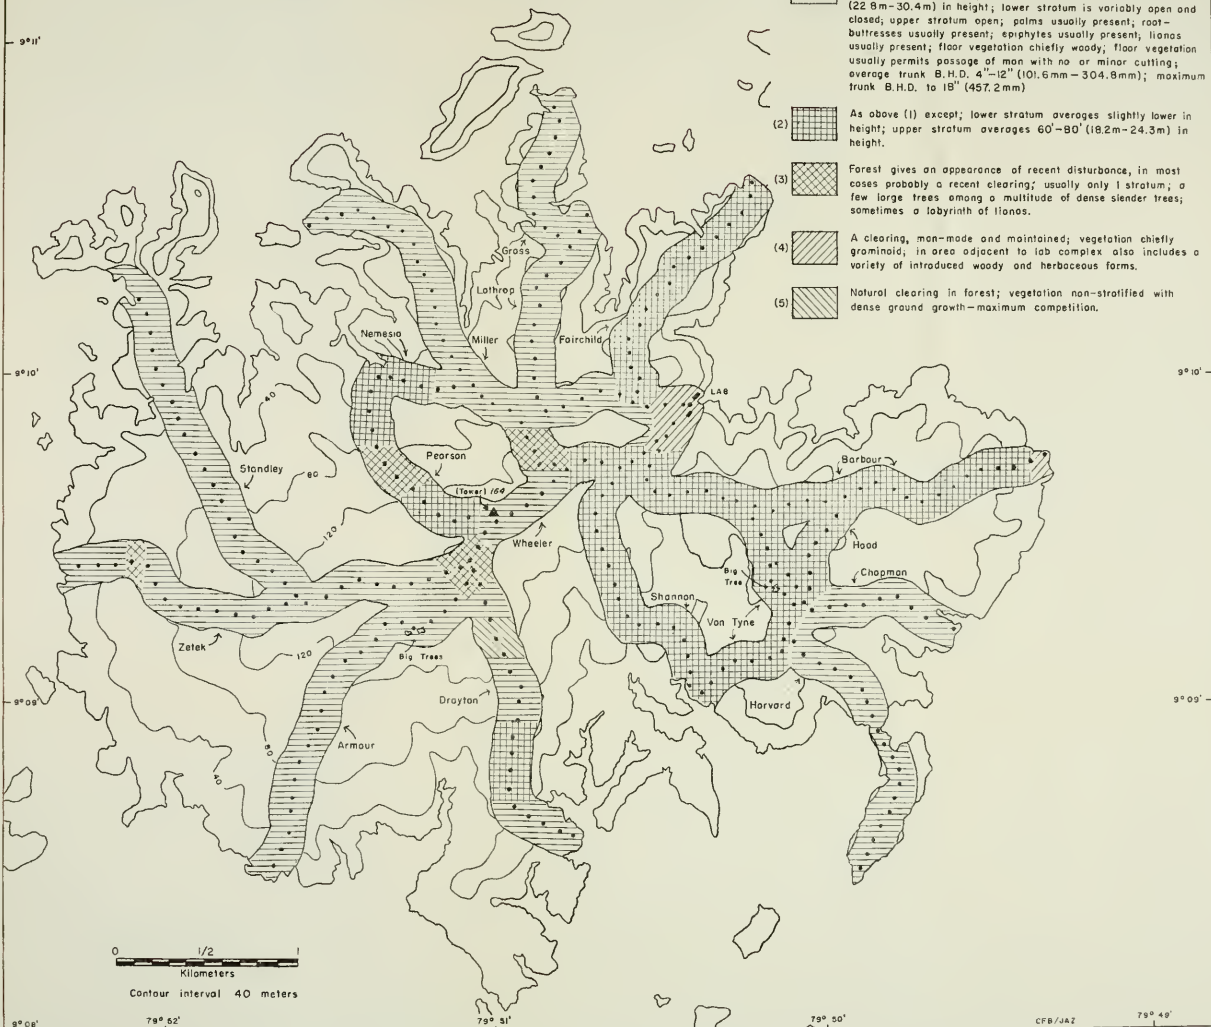 (22.8m-30.4m) in height; lower stratum is variably open and
closed; upper stratum open; palms usually present; root-
buttresses usually present; epiphytes usually present; lianas
usually present; floor vegetation chiefly woody; floor vegetation
usually permits passage of man with no or minor cutting;
average trunk B.H.D. 4"-12" (101.6mm-304.8mm); maximum
trunk B.H.D. to 18" (457.2mm)
(2) As above (1) except; lower stratum averages slightly lower in
height; upper stratum averages 60'-80' (18.2m-24.3m) in
height.
(3) Forest gives an appearance of recent disturbance, in most
cases probably a recent clearing; usually only 1 stratum; a
few large trees among a multitude of dense slender trees;
sometimes a labyrinth of lianas.
(4) A clearing, man-made and maintained; vegetation chiefly
graminoid; in area adjacent to lab complex also includes a
variety of introduced woody and herbaceous forms.
(5) Natural clearing in forest; vegetation non-stratified with
dense ground growth-maximum competition.
9° 11'
Gross
Lathrop
Nemesia
Miller
Fairchild
9° 10'
9° 10'
40
LAB
Pearson
Barbour
Standley
80
(Tower) 164
120
Wheeler
Hood
Big
Tree
Chapman
Shannon
Van Tyne
Zetek
120
Big Trees
Drayton
9° 09'
9° 09'
Harvard
Armour
80
40
0 1/2 1
Kilometers
Contour interval 40 meters
9° 08'
79° 52'
79° 51'
79° 50'
CFB/JAZ
79° 49'